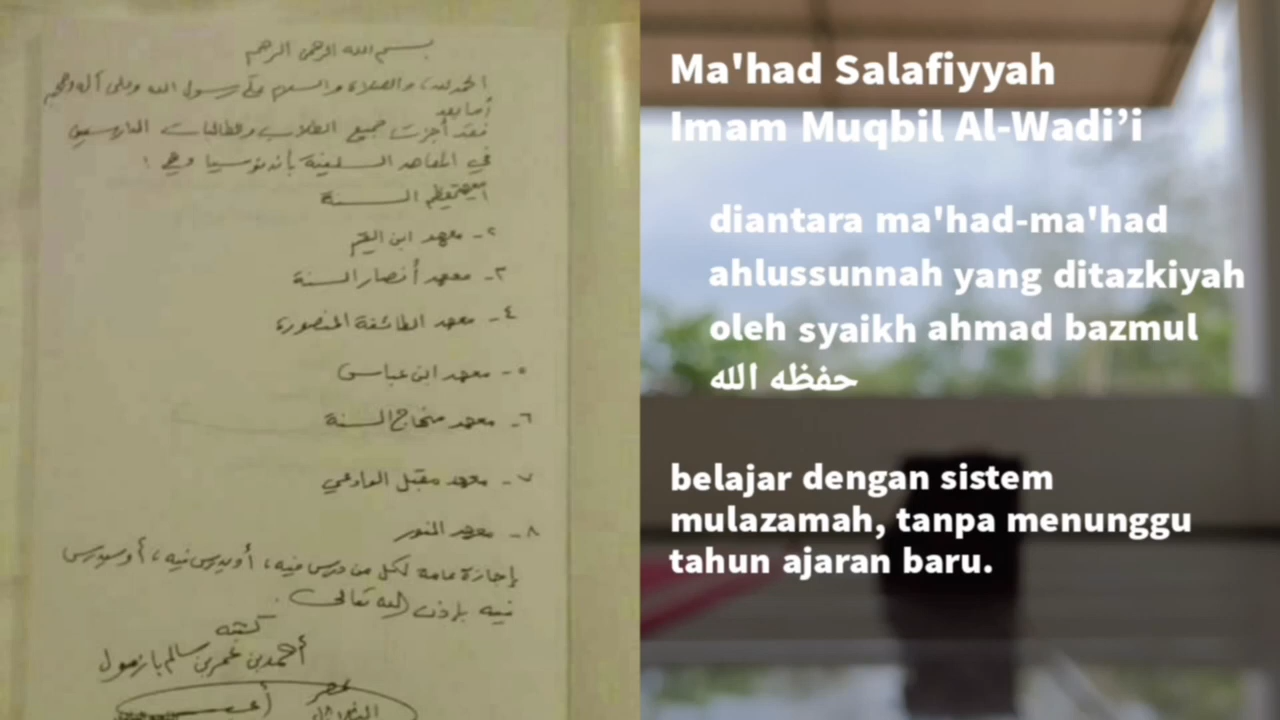 بسم الله الرحمن الرحيم
الحمد لله، والصلاة والسلام على رسول الله وعلى آله وصحبه
أما بعد
فقد أجزت جميع الطلاب والطالبات الدارسين
في المعاهد السلفية بأندونسيا وهي :
السنة
٢- معهد ابن القيم
٣- معهد أنصار السنة
٤- معهد الطائفة المنصورة
٥- معهد ابن عباس
٦- معهد منهاج السنة
٧- معهد مقبل الوادعي
٨- معهد المنور
إجازة عامة لكل من درس فيه، أو يدرس فيه، أو سيدرس
فيه بإذن الله تعالى.
كتبه
أحمد بن عمر بن سالم بازمول
Ma'had Salafiyyah
Imam Muqbil Al-Wadi’i
diantara ma'had-ma'had
ahlussunnah yang ditazkiyah
oleh syaikh ahmad bazmul
حفظه الله
belajar dengan sistem
mulazamah, tanpa menunggu
tahun ajaran baru.